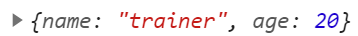 ▶ {name: "trainer", age: 20}